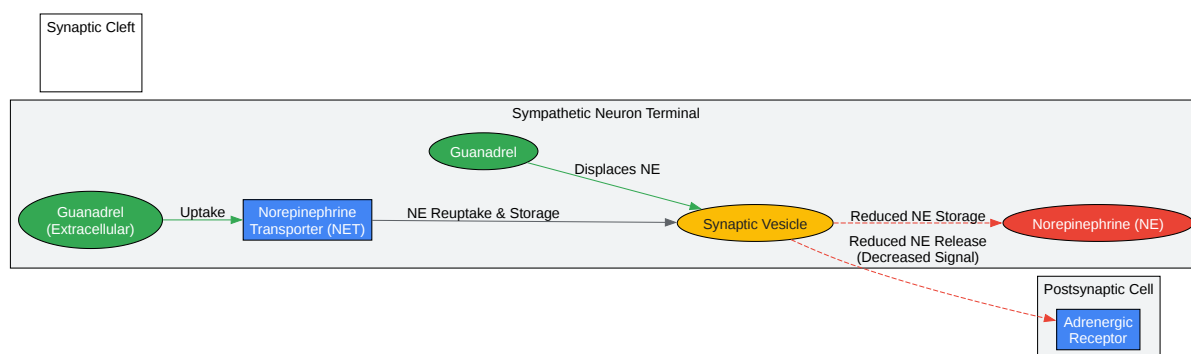 Synaptic Cleft
Sympathetic Neuron Terminal
Guanadrel
Displaces NE
Guanadrel
(Extracellular)
Uptake
Norepinephrine
Transporter (NET)
NE Reuptake & Storage
Synaptic Vesicle
Reduced NE Storage
Norepinephrine (NE)
Reduced NE Release
(Decreased Signal)
Postsynaptic Cell
Adrenergic
Receptor